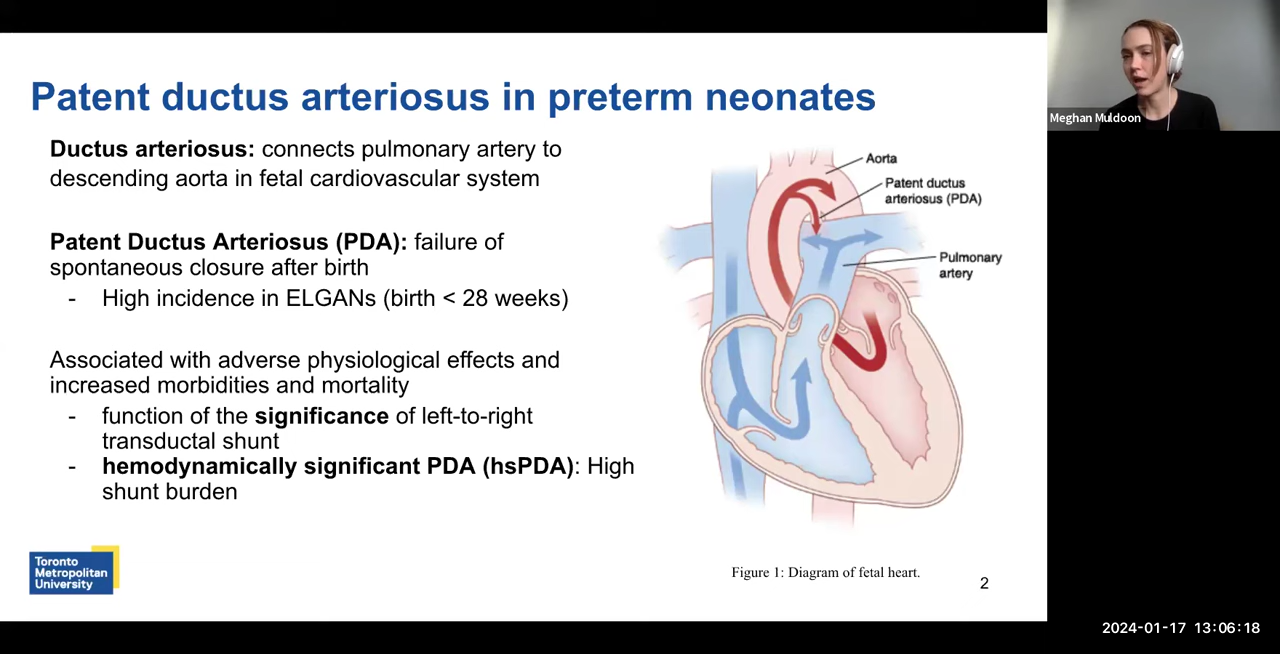 Patent ductus arteriosus in preterm neonates
Ductus arteriosus: connects pulmonary artery to
descending aorta in fetal cardiovascular system
Patent Ductus Arteriosus (PDA): failure of
spontaneous closure after birth
- High incidence in ELGANs (birth < 28 weeks)
Associated with adverse physiological effects and
increased morbidities and mortality
- function of the significance of left-to-right
transductal shunt
- hemodynamically significant PDA (hsPDA): High
shunt burden
Aorta
Patent ductus
arteriosus (PDA)
Pulmonary
artery
Figure 1: Diagram of fetal heart.
2
Toronto
Metropolitan
University
Meghan Muldoon
2024-01-17 13:06:18